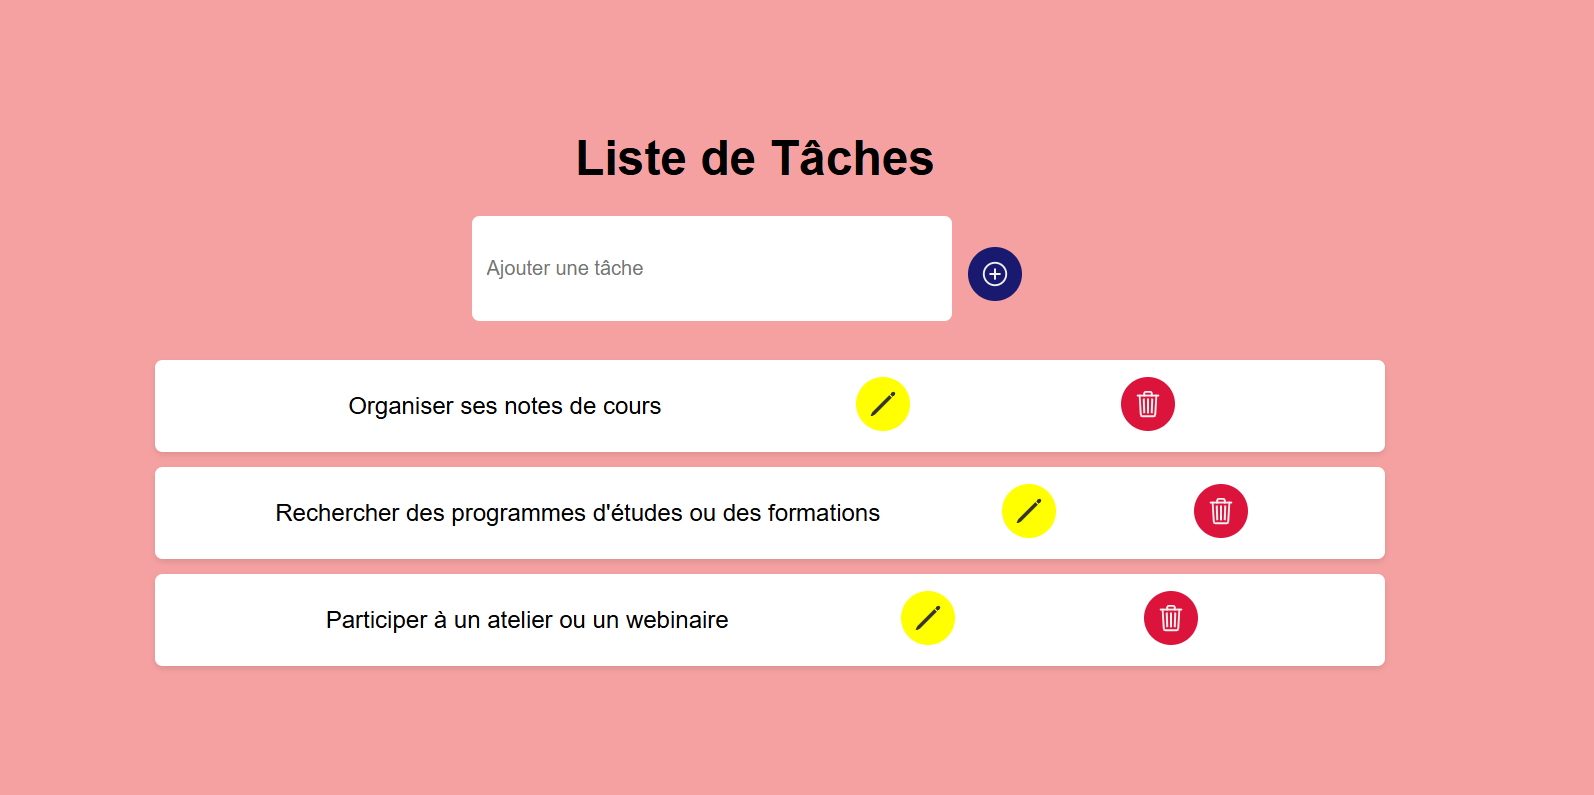 Liste de Tâches
Ajouter une tâche
Organiser ses notes de cours
Rechercher des programmes d'études ou des formations
Participer à un atelier ou un webinaire